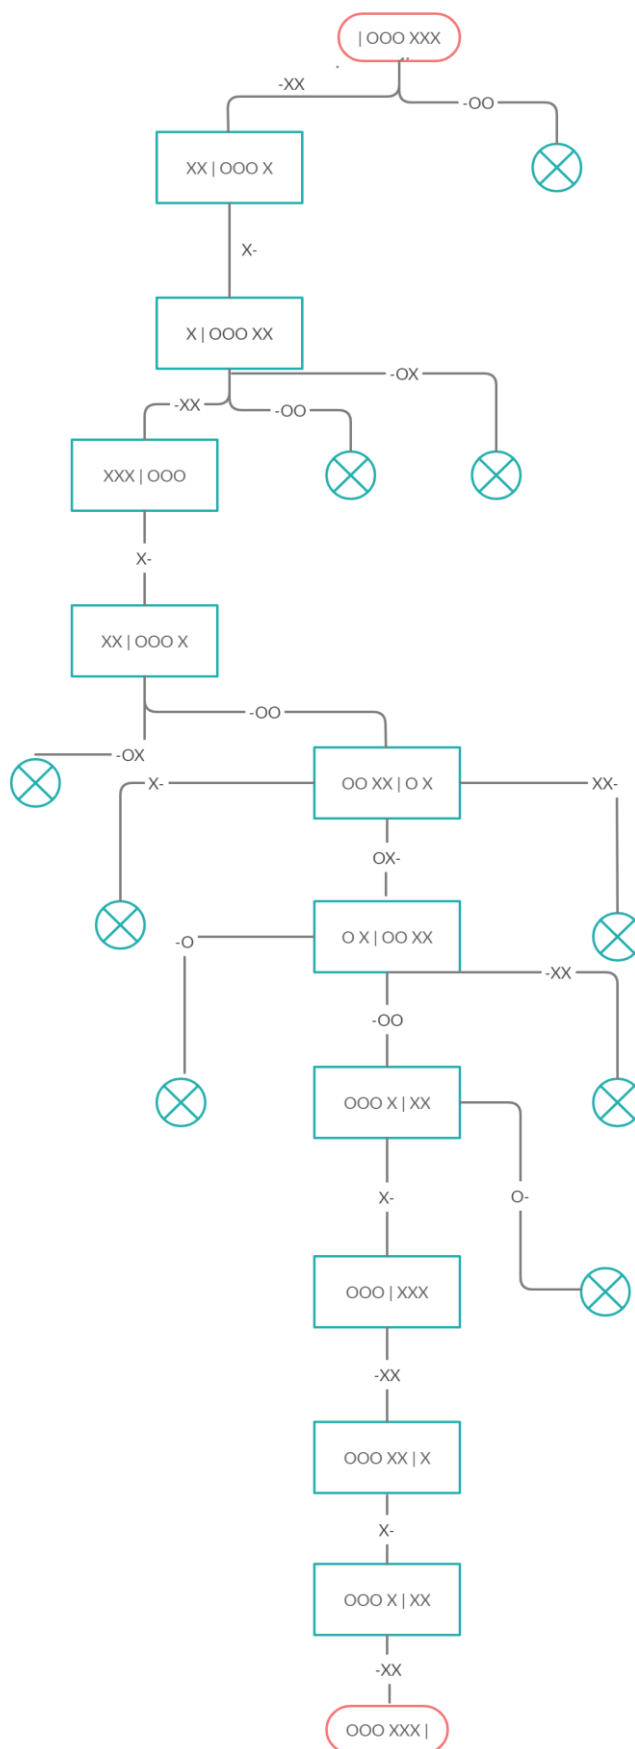 | OOO XXX
-XX
-OO
XX | OOO X
X-
X | OOO XX
-OX
-XX
-OO
XXX | OOO
X-
XX | OOO X
-OO
-OX
X-
OO XX | O X
XX-
OX-
-O
O X | OO XX
-XX
-OO
OOO X | XX
X-
O-
OOO | XXX
-XX
OOO XX | X
X-
OOO X | XX
-XX
OOO XXX |